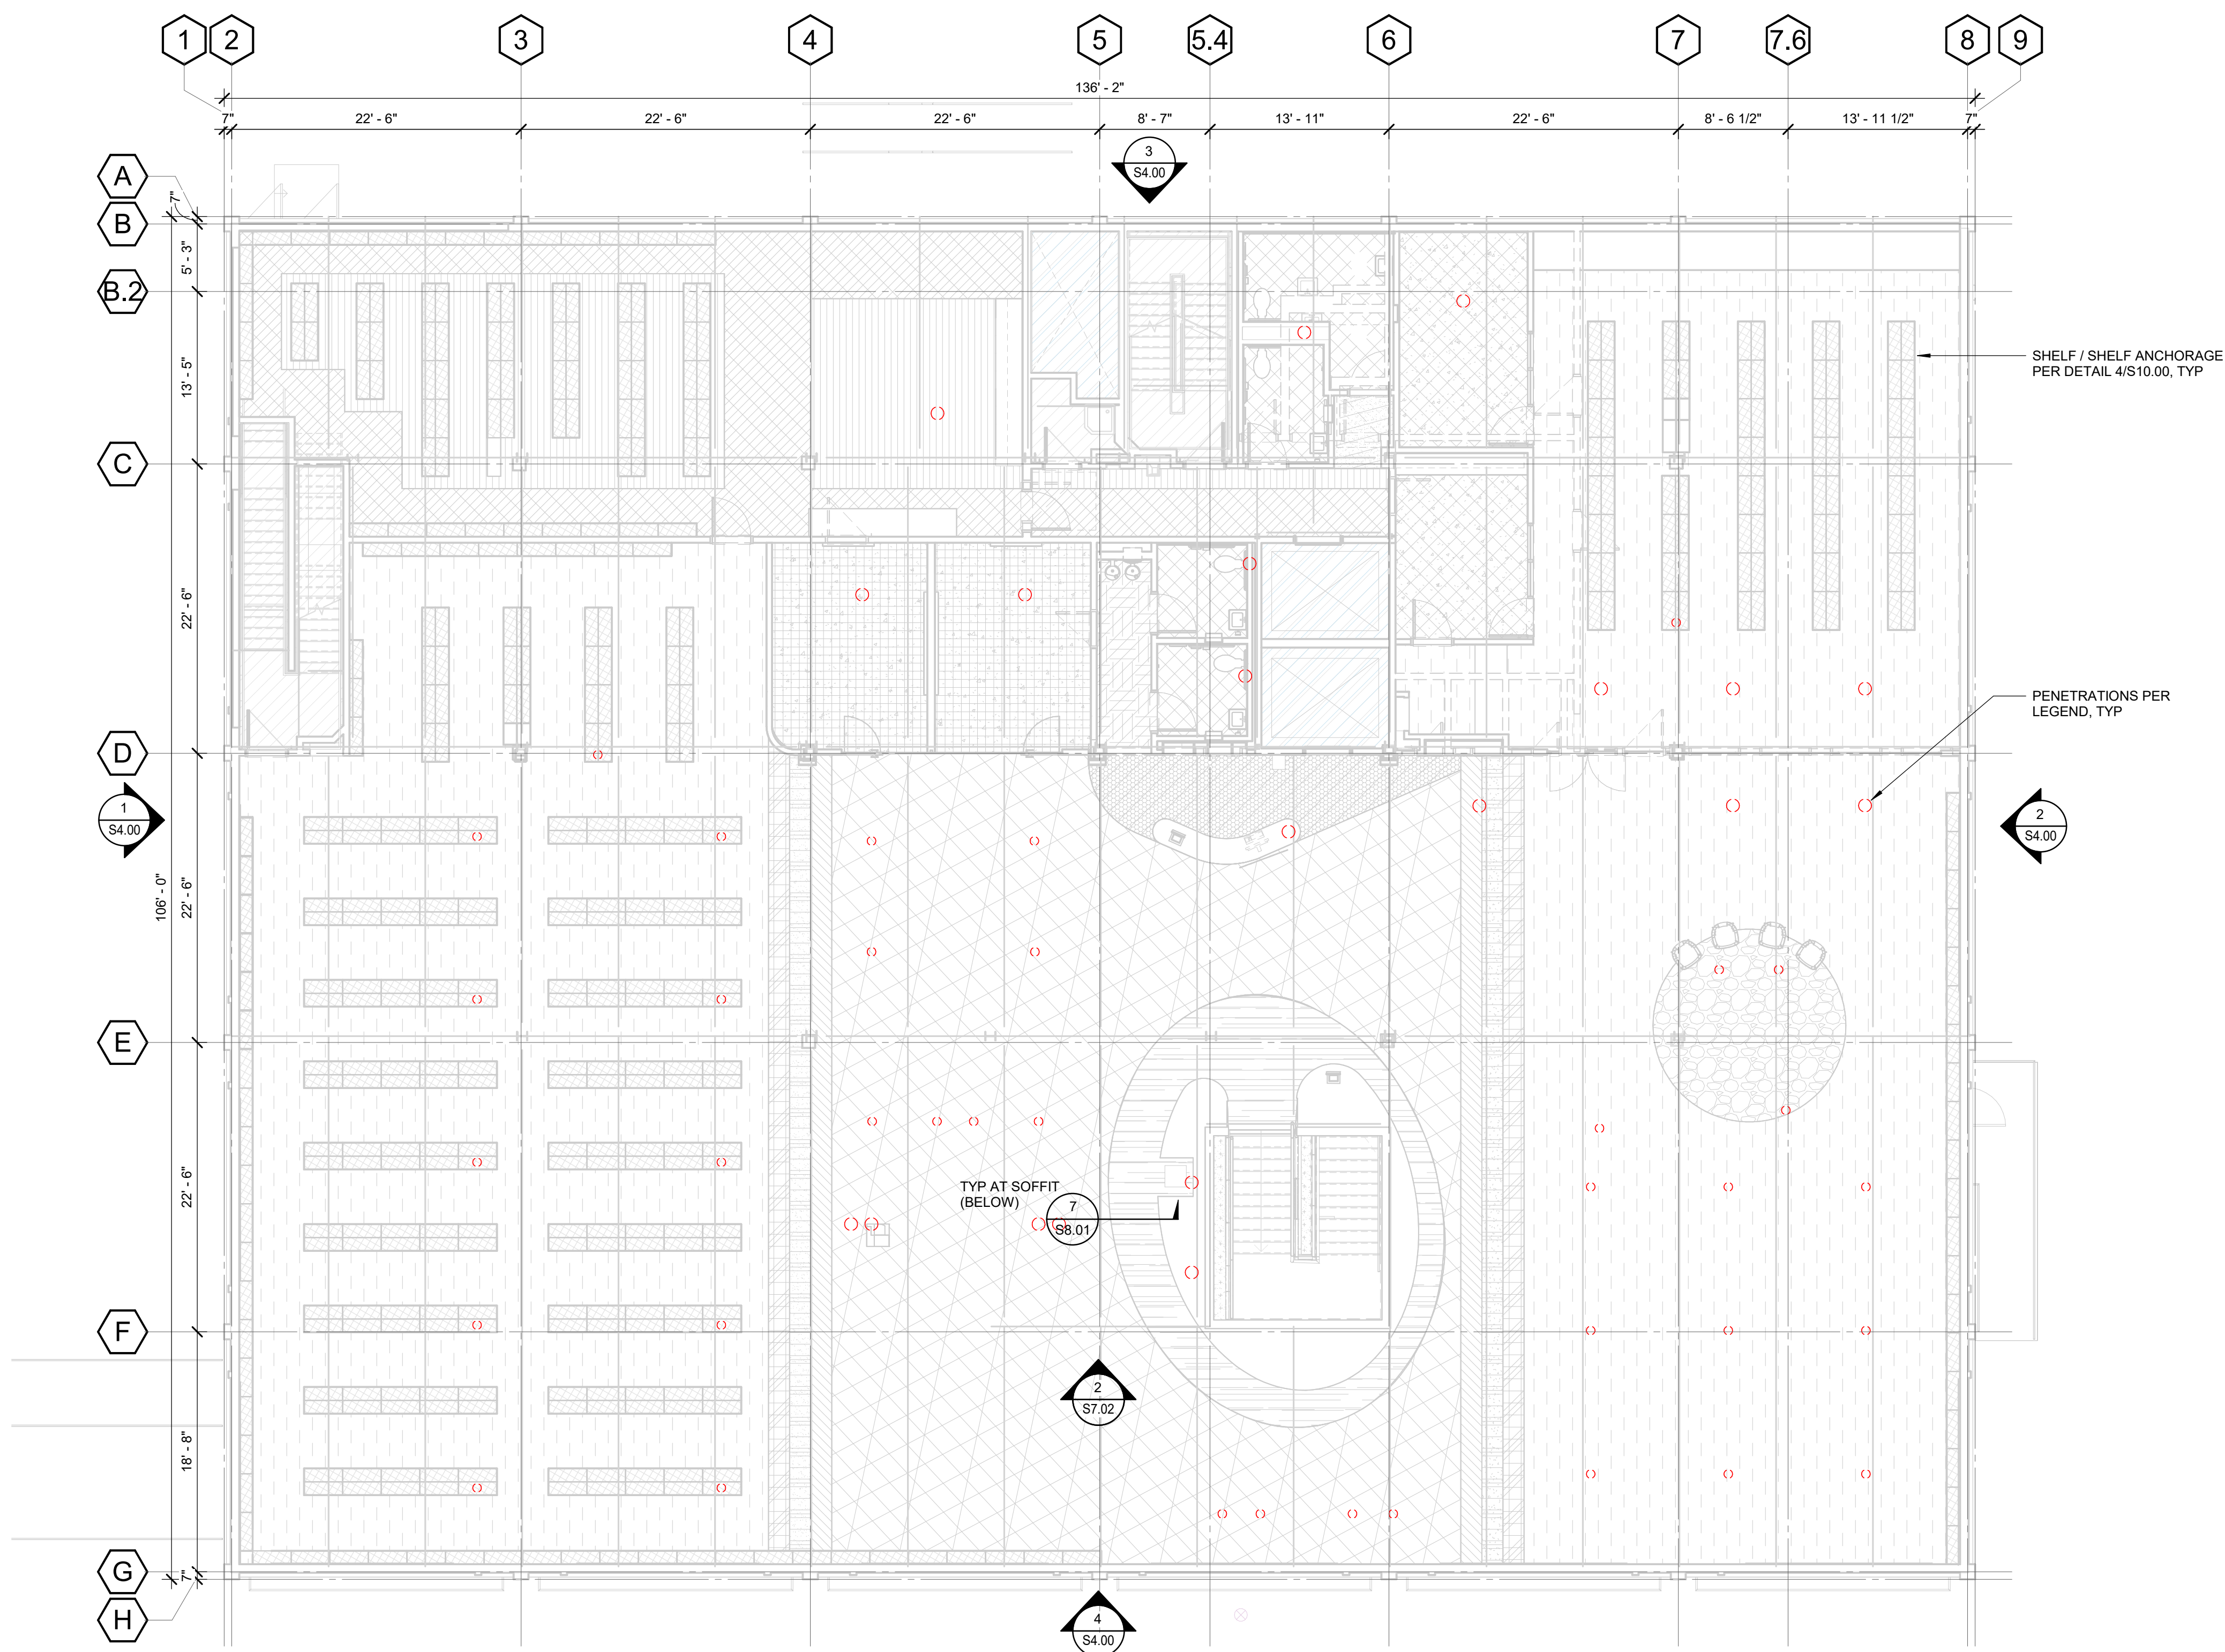 1
2
3
4
5
5.4
6
7
7.6
8
9
136' - 2"
7"
22' - 6"
22' - 6"
22' - 6"
8' - 7"
13' - 11"
22' - 6"
8' - 6 1/2"
13' - 11 1/2"
7"
3
S4.00
A
7"
B
5' - 3"
B.2
13' - 5"
SHELF / SHELF ANCHORAGE
PER DETAIL 4/S10.00, TYP
C
22' - 6"
PENETRATIONS PER
LEGEND, TYP
D
1
S4.00
2
S4.00
106' - 0"
22' - 6"
E
22' - 6"
TYP AT SOFFIT
(BELOW)
7
S8.01
F
2
S7.02
18' - 8"
G
7"
H
4
S4.00